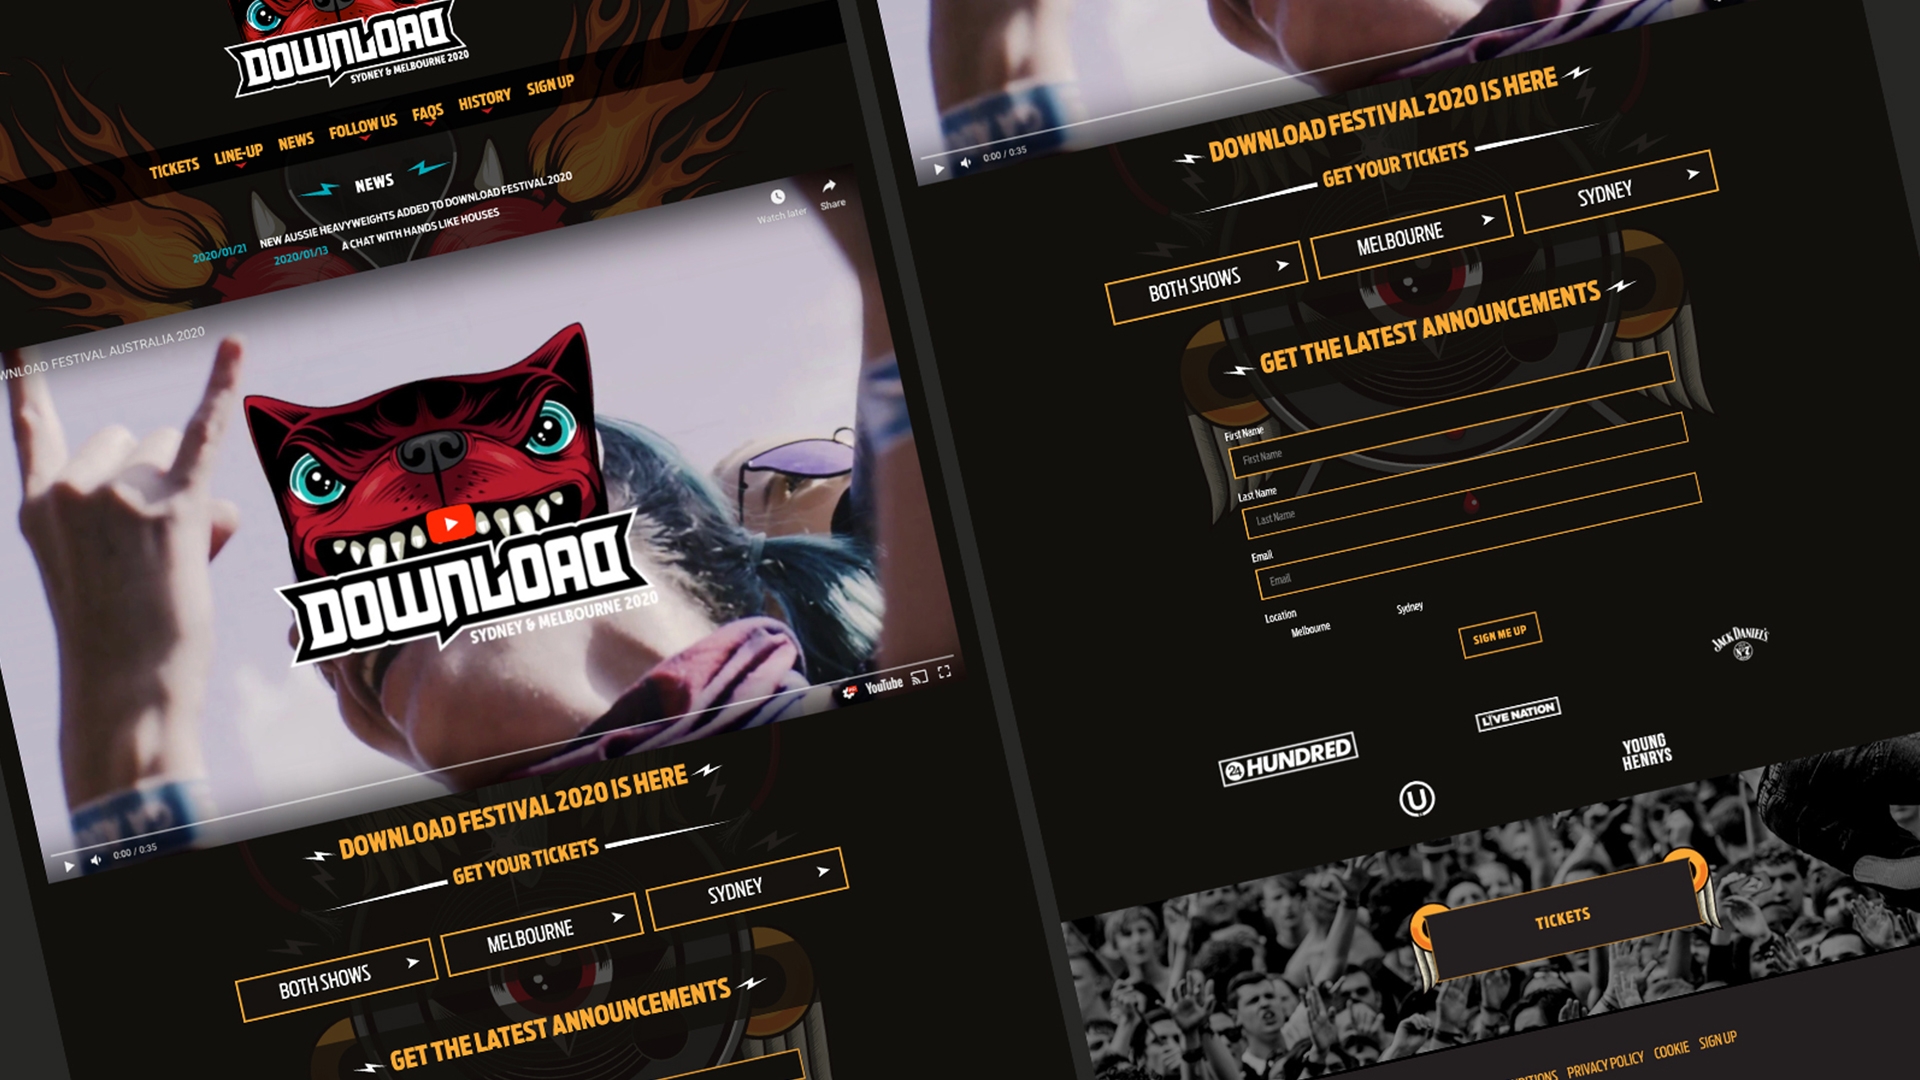 DOWNLOAD
SYDNEY & MELBOURNE 2020
TICKETS LINE-UP NEWS FOLLOW US FAQS HISTORY SIGN UP
NEWS
2020/01/21 NEW AUSSIE HEAVYWEIGHTS ADDED TO DOWNLOAD FESTIVAL 2020
2020/01/13 A CHAT WITH HANDS LIKE HOUSES
WNLOAD FESTIVAL AUSTRALIA 2020
Watch later Share
DOWNLOAD
SYDNEY & MELBOURNE 2020
0:00 / 0:35
YouTube
DOWNLOAD FESTIVAL 2020 IS HERE
GET YOUR TICKETS
BOTH SHOWS
MELBOURNE
SYDNEY
GET THE LATEST ANNOUNCEMENTS
0:00 / 0:35
DOWNLOAD FESTIVAL 2020 IS HERE
GET YOUR TICKETS
BOTH SHOWS
MELBOURNE
SYDNEY
GET THE LATEST ANNOUNCEMENTS
First Name
First Name
Last Name
Last Name
Email
Email
Location
Melbourne
Sydney
SIGN ME UP
JACK DANIEL'S
Nº7
24 HUNDRED
LIVE NATION
YOUNG
HENRYS
U
TICKETS
PRIVACY POLICY COOKIE SIGN UP